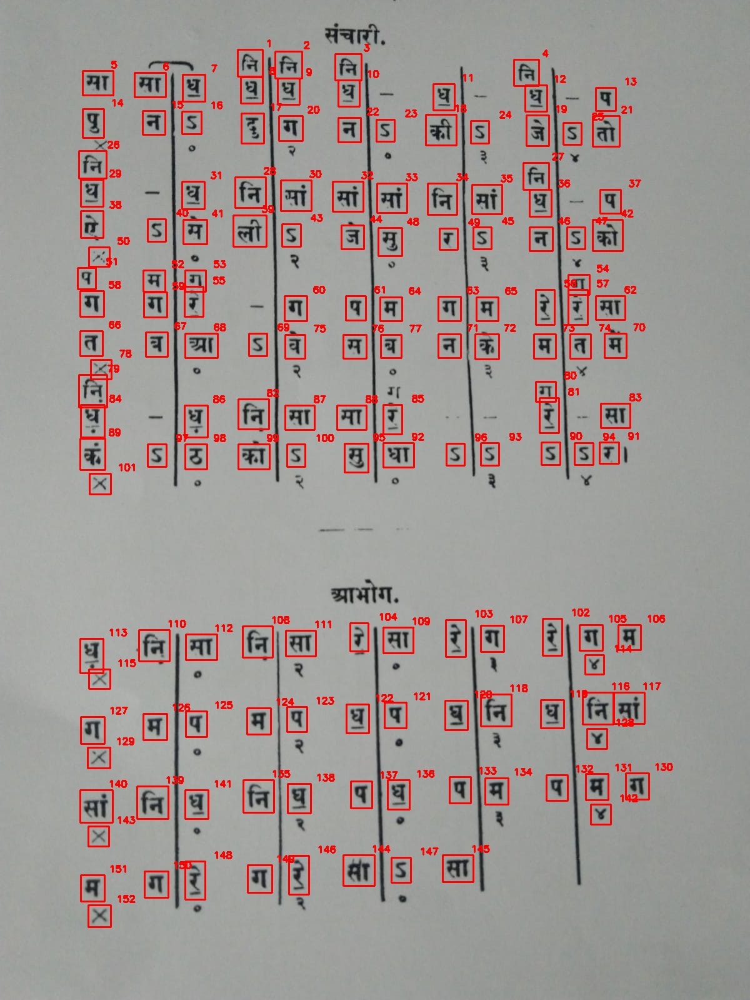 संचारी.
नि नि नि नि
सा सा ध॒ ध॒ ध॒ ध॒ – ध॒ – ध॒ – प
पु न ऽ दु ग न ऽ की ऽ जे ऽ तो
× ० २ ० ३ ४
नि नि
ध॒ – ध॒ नि सां सां सां नि सां ध॒ – प
ऽ से ली ऽ जे सु र ऽ न ऽ को
× ० २ ० ३ ४
प म ग ग
ग ग रे॒ – ग प म ग म रे॒ रे॒ सा
त ब आ ऽ वे स ब न के म त में
× ० २ ० ३ ४
नि़ ग ग
ध़॒ – ध़॒ नि़ सा सा रे॒ – – रे॒ – सा
कं ऽ ठ को ऽ सु धा ऽ ऽ ऽ ऽ र।
× ० २ ० ३ ४
आभोग.
ध़॒ नि़ सा नि़ सा रे॒ सा रे॒ ग रे॒ ग म
× ० २ ० ३ ४
ग म प म प ध॒ प ध॒ नि ध॒ नि सां
× ० २ ० ३ ४
सां नि ध॒ नि ध॒ प ध॒ प म प म ग
× ० २ ० ३ ४
म ग रे॒ ग रे॒ सा ऽ सा
× ० २ ०